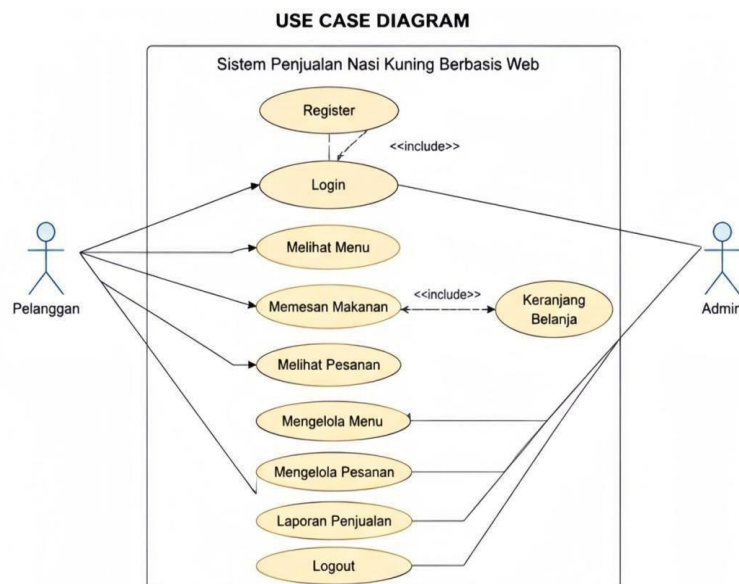 USE CASE DIAGRAM
Sistem Penjualan Nasi Kuning Berbasis Web
Register
<<include>>
Login
Melihat Menu
Pelanggan
Memesan Makanan
<<include>>
Keranjang
Belanja
Admin
Melihat Pesanan
Mengelola Menu
Mengelola Pesanan
Laporan Penjualan
Logout